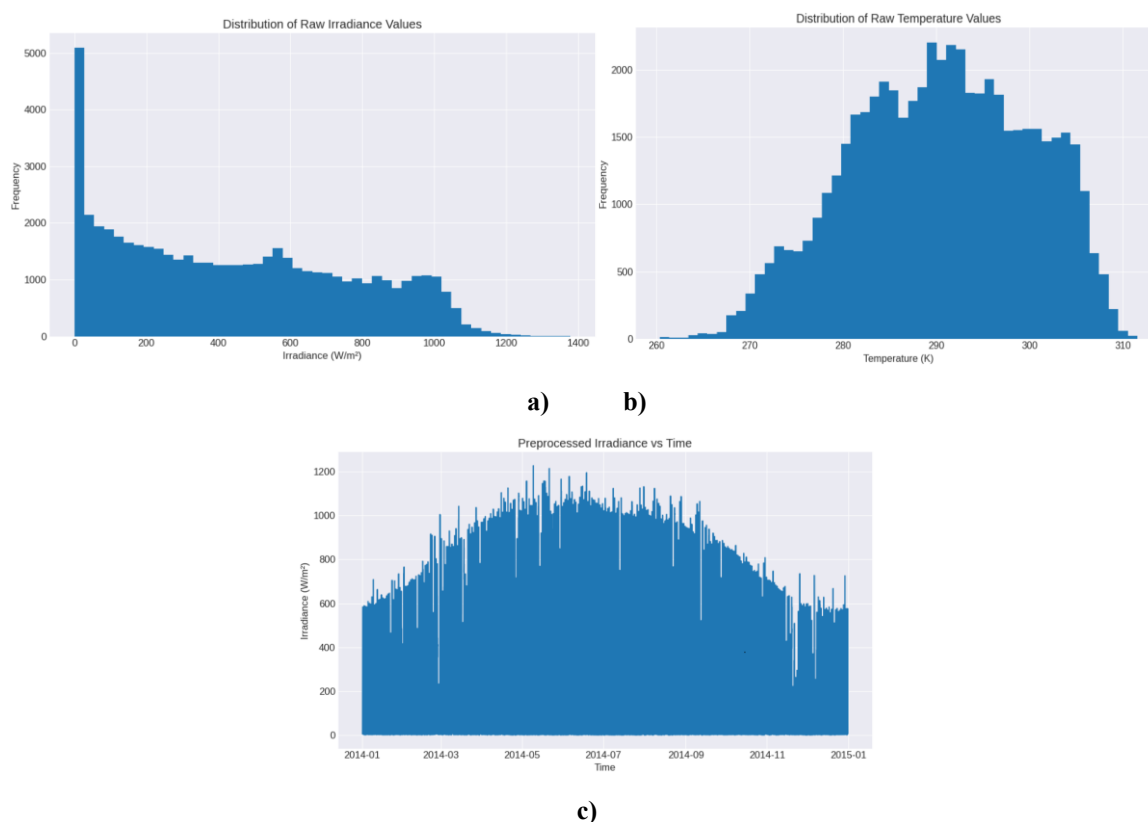 Distribution of Raw Irradiance Values
5000
4000
3000
2000
1000
0
Frequency
0 200 400 600 800 1000 1200 1400
Irradiance (W/m²)
Distribution of Raw Temperature Values
2000
1500
1000
500
0
Frequency
260 270 280 290 300 310
Temperature (K)
a) b)
Preprocessed Irradiance vs Time
1200
1000
800
600
400
200
0
Irradiance (W/m²)
2014-01 2014-03 2014-05 2014-07 2014-09 2014-11 2015-01
Time
c)